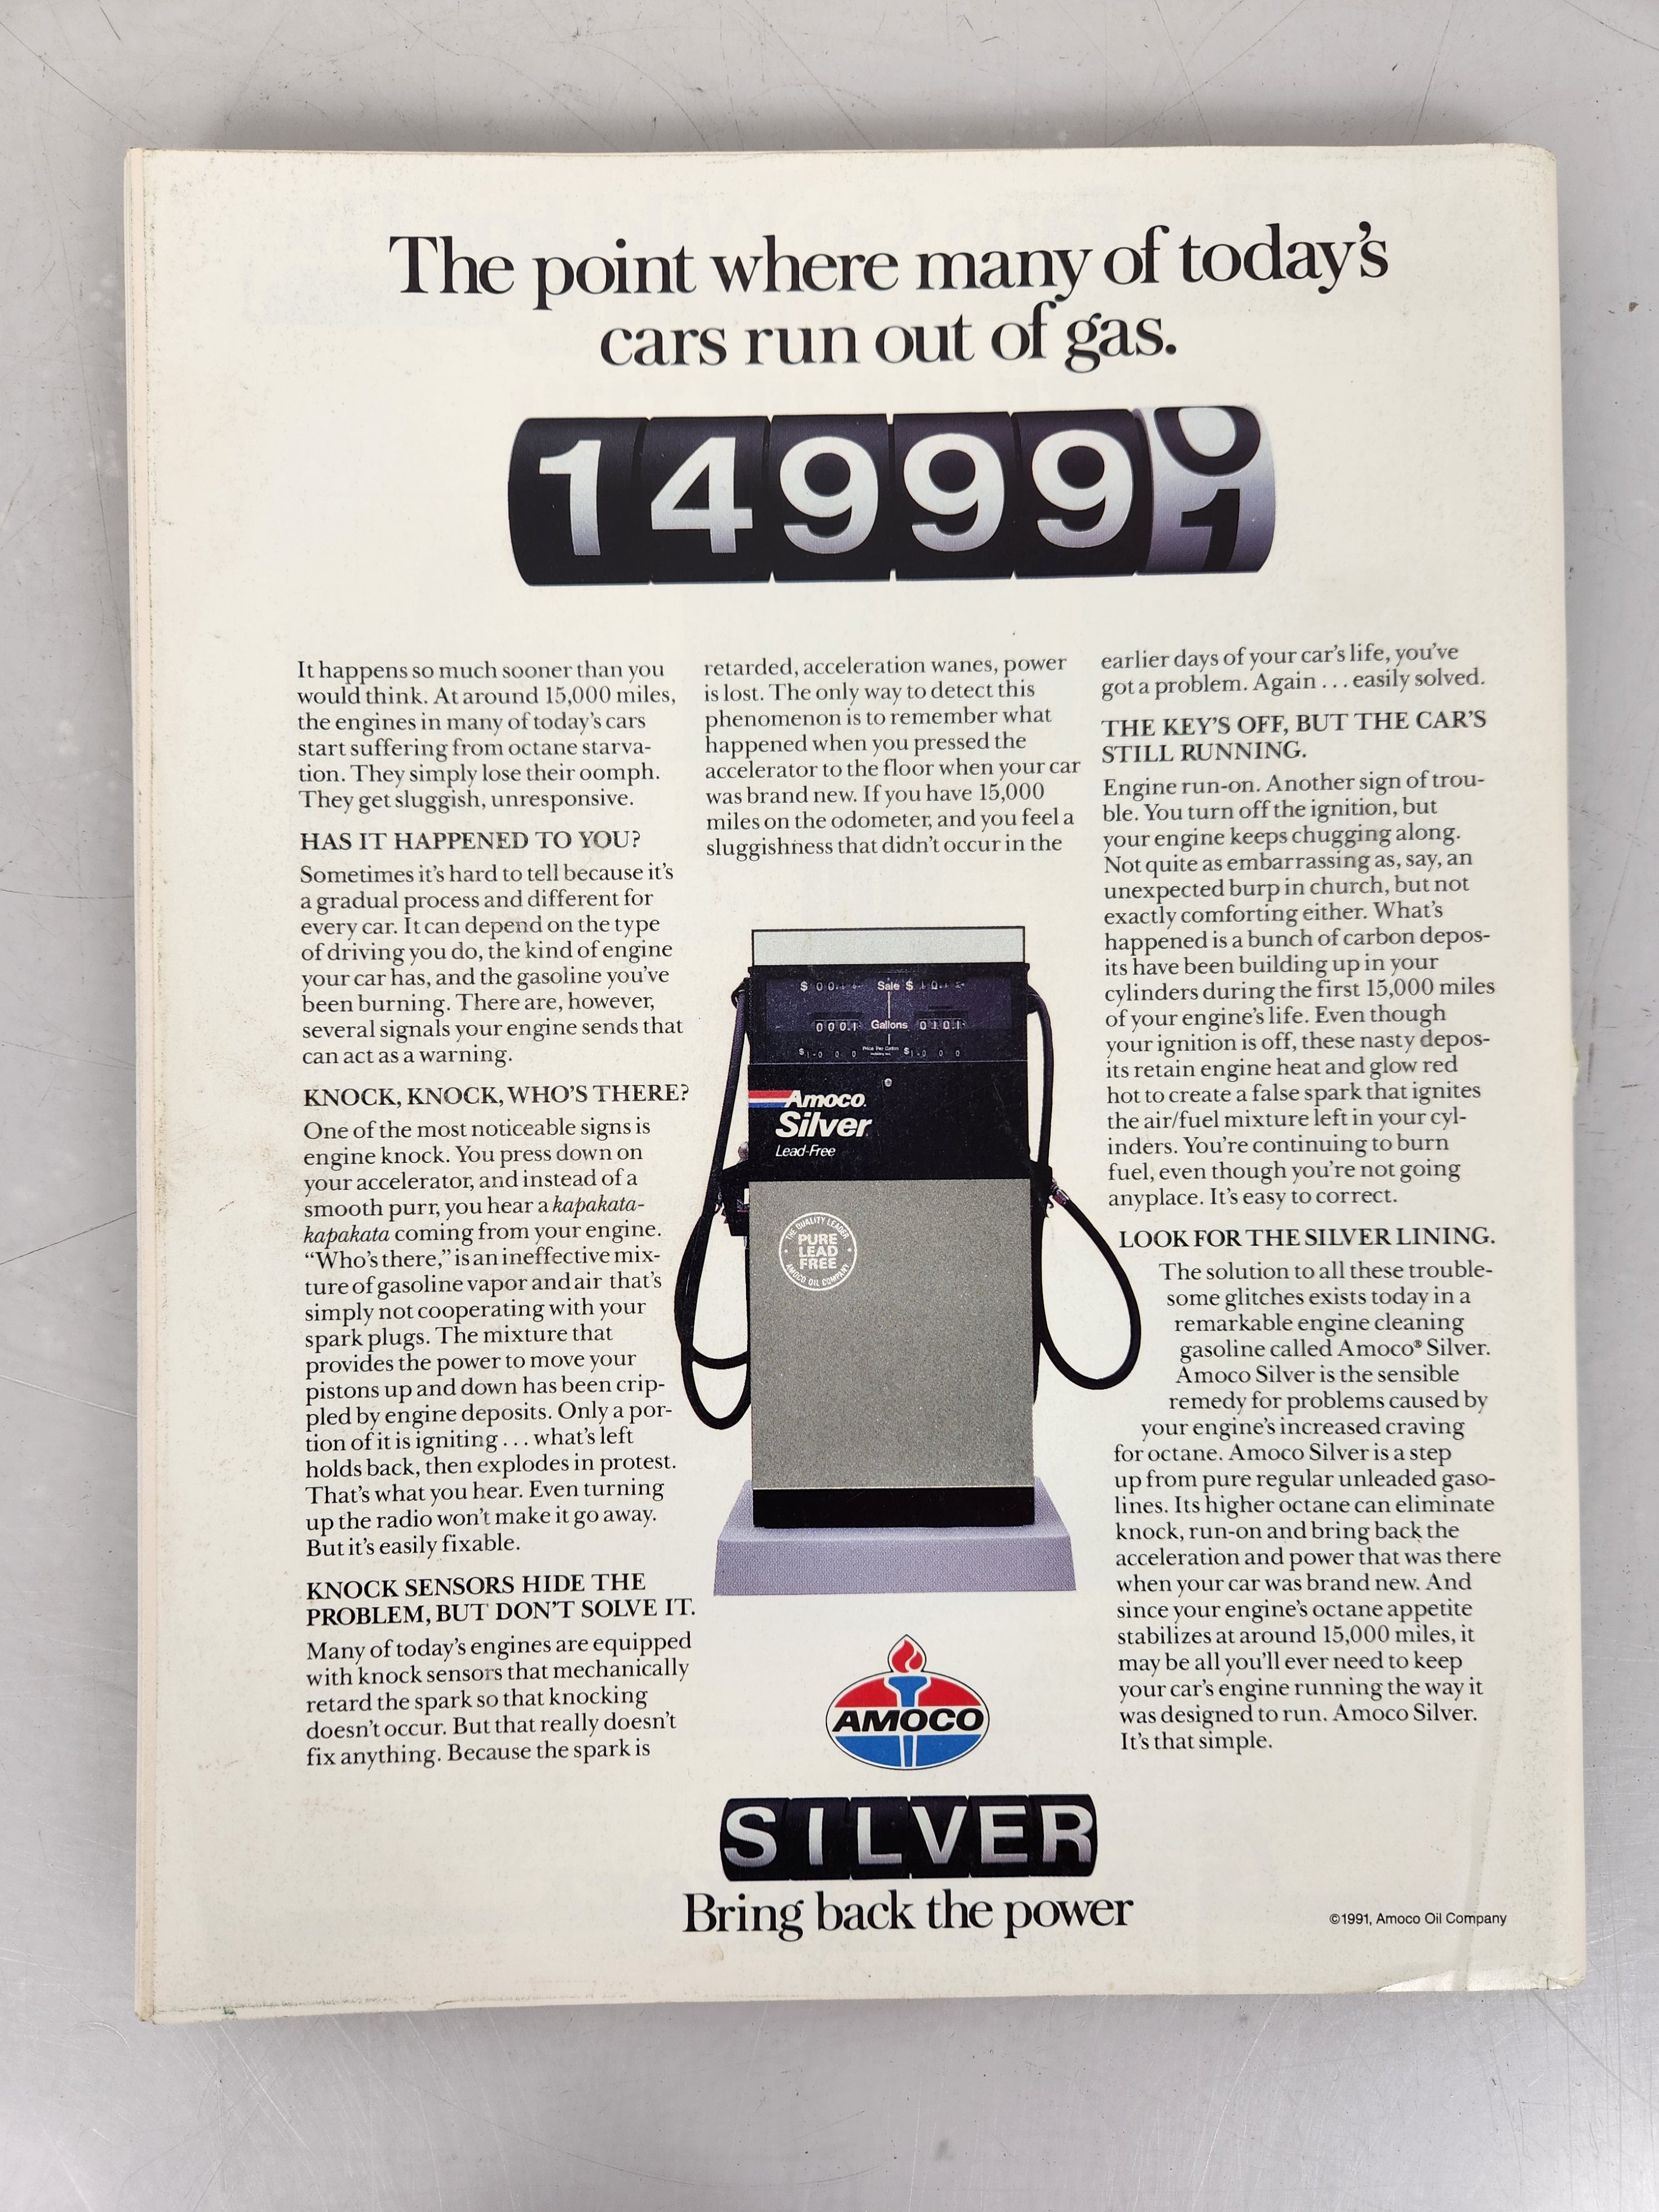 The point where many of today's
cars run out of gas.
14999 0
1
It happens so much sooner than you
would think. At around 15,000 miles,
the engines in many of today's cars
start suffering from octane starva-
tion. They simply lose their oomph.
They get sluggish, unresponsive.
HAS IT HAPPENED TO YOU?
Sometimes it's hard to tell because it's
a gradual process and different for
every car. It can depend on the type
of driving you do, the kind of engine
your car has, and the gasoline you've
been burning. There are, however,
several signals your engine sends that
can act as a warning.
KNOCK, KNOCK, WHO'S THERE?
One of the most noticeable signs is
engine knock. You press down on
your accelerator, and instead of a
smooth purr, you hear a kapakata-
kapakata coming from your engine.
“Who's there,” is an ineffective mix-
ture of gasoline vapor and air that's
simply not cooperating with your
spark plugs. The mixture that
provides the power to move your
pistons up and down has been crip-
pled by engine deposits. Only a por-
tion of it is igniting . . . what's left
holds back, then explodes in protest.
That's what you hear. Even turning
up the radio won't make it go away.
But it's easily fixable.
KNOCK SENSORS HIDE THE
PROBLEM, BUT DON'T SOLVE IT.
Many of today's engines are equipped
with knock sensors that mechanically
retard the spark so that knocking
doesn't occur. But that really doesn't
fix anything. Because the spark is
retarded, acceleration wanes, power
is lost. The only way to detect this
phenomenon is to remember what
happened when you pressed the
accelerator to the floor when your car
was brand new. If you have 15,000
miles on the odometer, and you feel a
sluggishness that didn't occur in the
earlier days of your car's life, you've
got a problem. Again . . . easily solved.
THE KEY'S OFF, BUT THE CAR'S
STILL RUNNING.
Engine run-on. Another sign of trou-
ble. You turn off the ignition, but
your engine keeps chugging along.
Not quite as embarrassing as, say, an
unexpected burp in church, but not
exactly comforting either. What's
happened is a bunch of carbon depos-
its have been building up in your
cylinders during the first 15,000 miles
of your engine's life. Even though
your ignition is off, these nasty depos-
its retain engine heat and glow red
hot to create a false spark that ignites
the air/fuel mixture left in your cyl-
inders. You're continuing to burn
fuel, even though you're not going
anyplace. It's easy to correct.
LOOK FOR THE SILVER LINING.
The solution to all these trouble-
some glitches exists today in a
remarkable engine cleaning
gasoline called Amoco® Silver.
Amoco Silver is the sensible
remedy for problems caused by
your engine's increased craving
for octane. Amoco Silver is a step
up from pure regular unleaded gaso-
lines. Its higher octane can eliminate
knock, run-on and bring back the
acceleration and power that was there
when your car was brand new. And
since your engine's octane appetite
stabilizes at around 15,000 miles, it
may be all you'll ever need to keep
your car's engine running the way it
was designed to run. Amoco Silver.
It's that simple.
Sale
Gallons
Amoco.
Silver
Lead-Free
THE QUALITY LEADER
PURE
LEAD
FREE
AMOCO OIL COMPANY
AMOCO
SILVER
Bring back the power
©1991, Amoco Oil Company